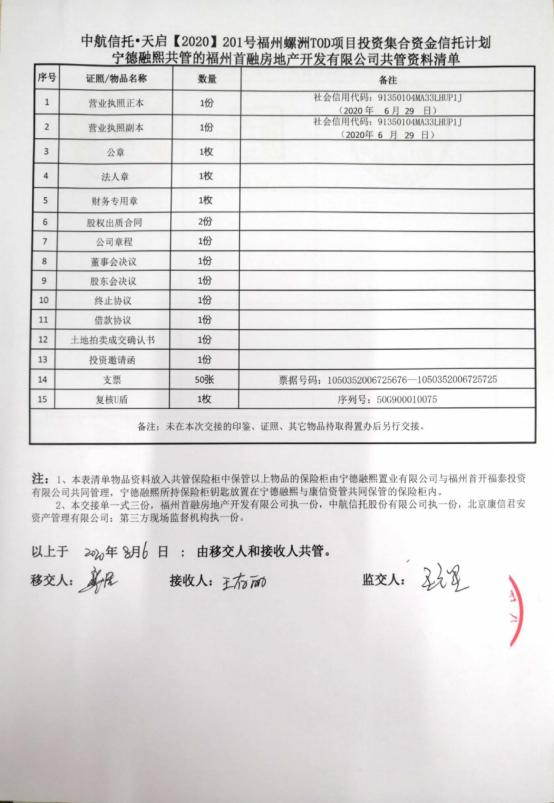 中航信托•天启【2020】201号福州螺洲TOD项目投资集合资金信托计划
宁德融熙共管的福州首融房地产开发有限公司共管资料清单
序号 证照/物品名称 数量 备注
1 营业执照正本 1份 社会信用代码：91350104MA33LHUP1J
（2020 年 6 月 29 日）
2 营业执照副本 1份 社会信用代码：91350104MA33LHUP1J
（2020年 6 月 29 日）
3 公章 1枚
4 法人章 1枚
5 财务专用章 1枚
6 股权出质合同 2份
7 公司章程 1份
8 董事会决议 1份
9 股东会决议 1份
10 终止协议 1份
11 借款协议 1份
12 土地拍卖成交确认书 1份
13 投资邀请函 1份
14 支票 50张 票据号码：1050352006725676—1050352006725725
15 复核U盾 1枚 序列号：50G900010075
备注：未在本次交接的印鉴、证照、其它物品待取得置办后另行交接。
注：1、本表清单物品资料放入共管保险柜中保管以上物品的保险柜由宁德融熙置业有限公司与福州首开福泰投资
有限公司共同管理，宁德融熙所持保险柜钥匙放置在宁德融熙与康信资管共同保管的保险柜内。
2、本交接单一式三份，福州首融房地产开发有限公司执一份，中航信托股份有限公司执一份，北京康信君安
资产管理有限公司：第三方现场监督机构执一份。
以上于 2020年8月6 日 ：由移交人和接收人共管。
移交人： 接收人： 监交人：